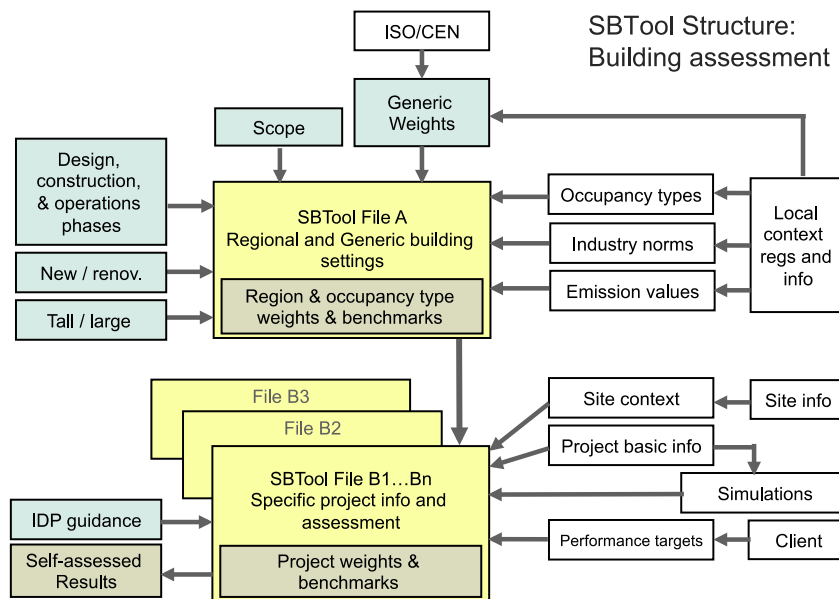 SBTool Structure:
Building assessment
ISO/CEN
Generic
Weights
Scope
Design,
construction,
& operations
phases
New / renov.
Tall / large
SBTool File A
Regional and Generic building
settings
Region & occupancy type
weights & benchmarks
Occupancy types
Industry norms
Emission values
Local
context
regs and
info
File B3
File B2
SBTool File B1…Bn
Specific project info and
assessment
Project weights &
benchmarks
IDP guidance
Self-assessed
Results
Site context
Site info
Project basic info
Simulations
Performance targets
Client